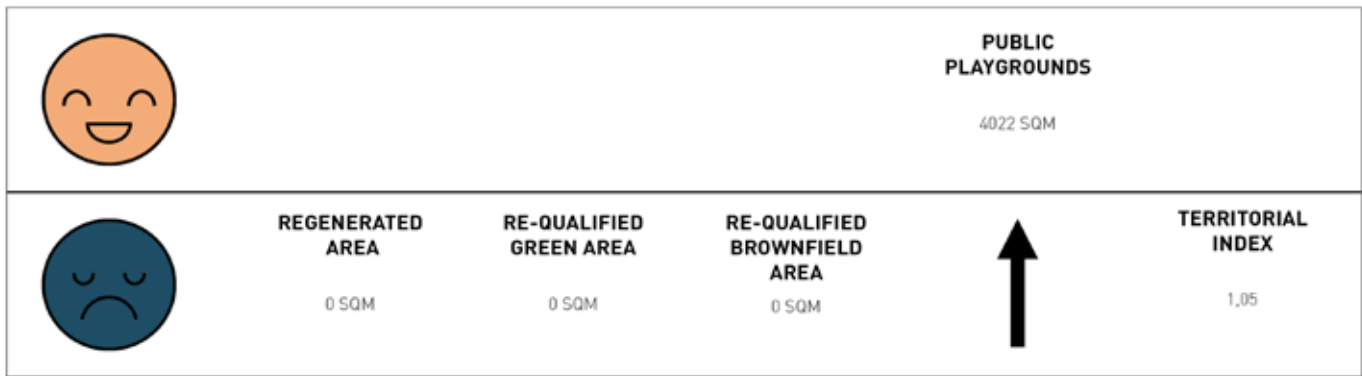 PUBLIC
PLAYGROUNDS
4022 SQM
REGENERATED
AREA
0 SQM
RE-QUALIFIED
GREEN AREA
0 SQM
RE-QUALIFIED
BROWNFIELD
AREA
0 SQM
TERRITORIAL
INDEX
1,05